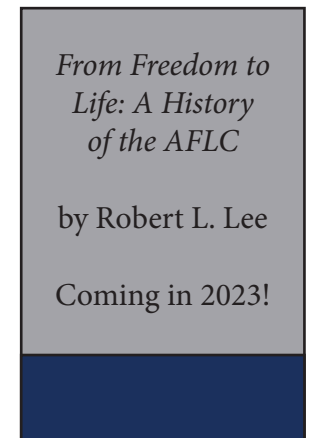 From Freedom to
Life: A History
of the AFLC
by Robert L. Lee
Coming in 2023!